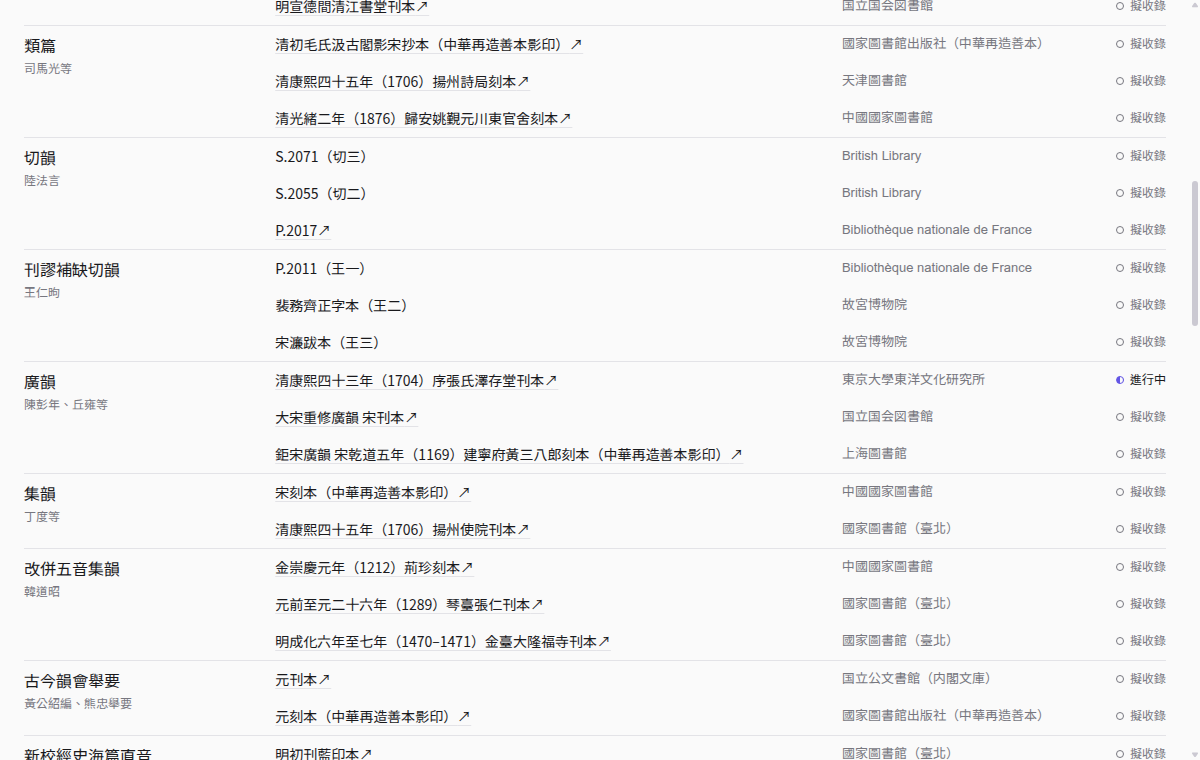 明宣德間清江書堂刊本↗ 国立国会図書館 ○ 擬收錄
類篇 清初毛氏汲古閣影宋抄本（中華再造善本影印）↗ 國家圖書館出版社（中華再造善本） ○ 擬收錄
司馬光等
清康熙四十五年（1706）揚州詩局刻本↗ 天津圖書館 ○ 擬收錄
清光緒二年（1876）歸安姚覲元川東官舍刻本↗ 中國國家圖書館 ○ 擬收錄
切韻 S.2071（切三） British Library ○ 擬收錄
陸法言
S.2055（切二） British Library ○ 擬收錄
P.2017↗ Bibliothèque nationale de France ○ 擬收錄
刊謬補缺切韻 P.2011（王一） Bibliothèque nationale de France ○ 擬收錄
王仁昫
裴務齊正字本（王二） 故宮博物院 ○ 擬收錄
宋濂跋本（王三） 故宮博物院 ○ 擬收錄
廣韻 清康熙四十三年（1704）序張氏澤存堂刊本↗ 東京大學東洋文化研究所 ◐ 進行中
陳彭年、丘雍等
大宋重修廣韻 宋刊本↗ 国立国会図書館 ○ 擬收錄
鉅宋廣韻 宋乾道五年（1169）建寧府黃三八郎刻本（中華再造善本影印）↗ 上海圖書館 ○ 擬收錄
集韻 宋刻本（中華再造善本影印）↗ 中國國家圖書館 ○ 擬收錄
丁度等
清康熙四十五年（1706）揚州使院刊本↗ 國家圖書館（臺北） ○ 擬收錄
改併五音集韻 金崇慶元年（1212）荊珍刻本↗ 中國國家圖書館 ○ 擬收錄
韓道昭
元前至元二十六年（1289）琴臺張仁刊本↗ 國家圖書館（臺北） ○ 擬收錄
明成化六年至七年（1470–1471）金臺大隆福寺刊本↗ 國家圖書館（臺北） ○ 擬收錄
古今韻會舉要 元刊本↗ 国立公文書館（内閣文庫） ○ 擬收錄
黃公紹編、熊忠舉要
元刻本（中華再造善本影印）↗ 國家圖書館出版社（中華再造善本） ○ 擬收錄
新校經史海篇直音 明初刊藍印本↗ 國家圖書館（臺北） ○ 擬收錄